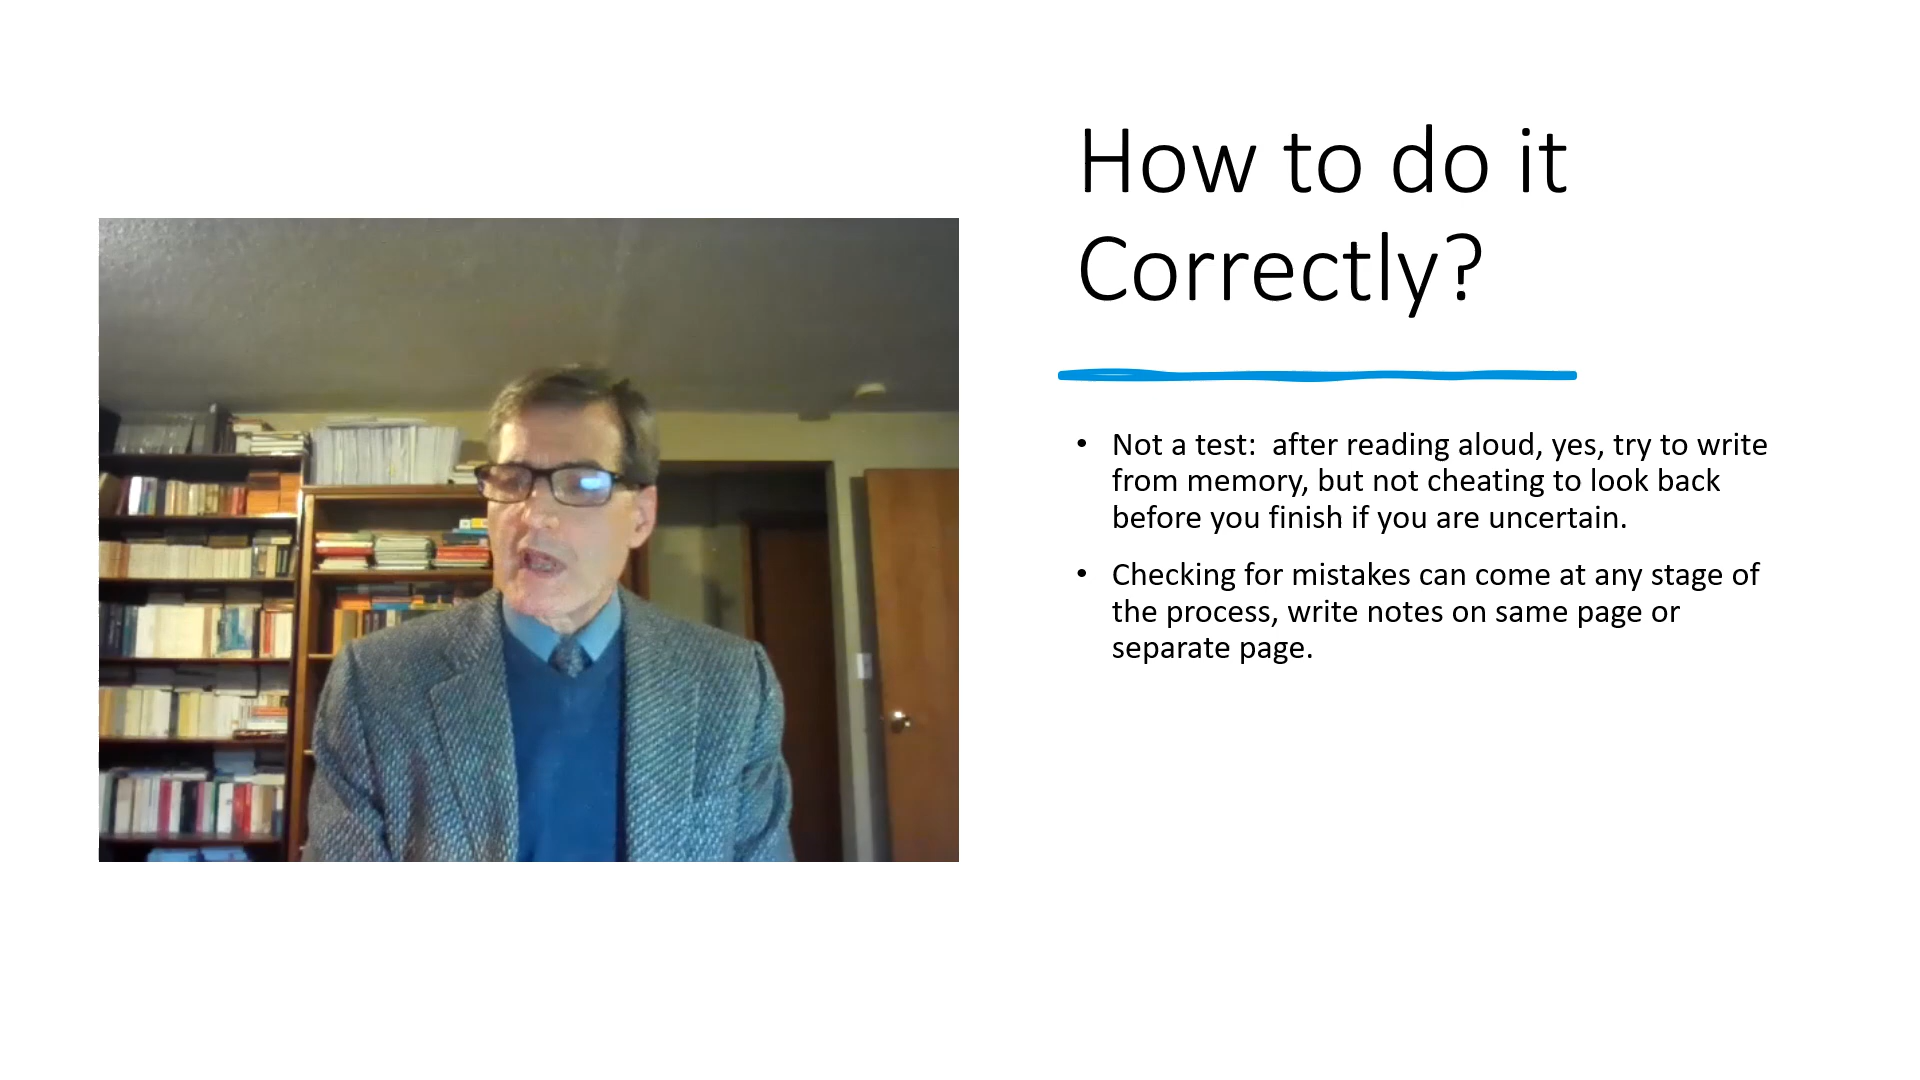 How to do it
Correctly?
• Not a test:  after reading aloud, yes, try to write
from memory, but not cheating to look back
before you finish if you are uncertain.
• Checking for mistakes can come at any stage of
the process, write notes on same page or
separate page.